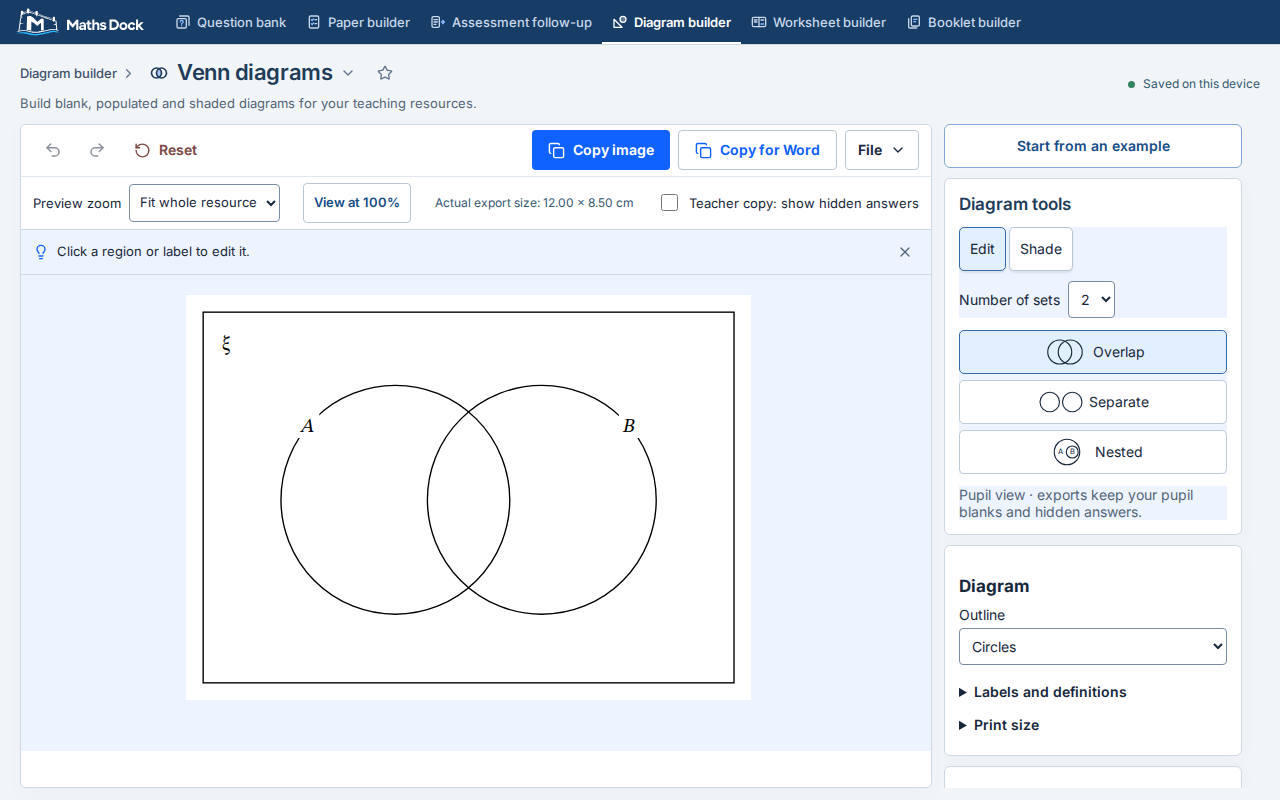 Maths Dock
Question bank
Paper builder
Assessment follow-up
Diagram builder
Worksheet builder
Booklet builder
Diagram builder
Venn diagrams
Build blank, populated and shaded diagrams for your teaching resources.
Saved on this device
Reset
Copy image
Copy for Word
File
Preview zoom
Fit whole resource
View at 100%
Actual export size: 12.00 × 8.50 cm
Teacher copy: show hidden answers
Click a region or label to edit it.
ξ
A
B
Start from an example
Diagram tools
Edit
Shade
Number of sets
2
Overlap
Separate
A B
Nested
Pupil view · exports keep your pupil
blanks and hidden answers.
Diagram
Outline
Circles
Labels and definitions
Print size